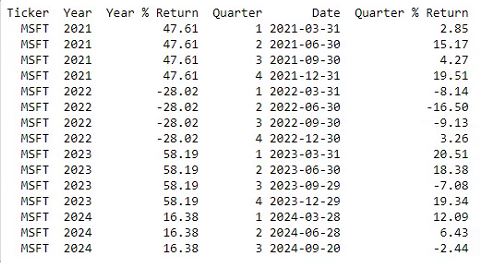 Ticker Year Year % Return Quarter Date Quarter % Return
MSFT 2021 47.61 1 2021-03-31 2.85
MSFT 2021 47.61 2 2021-06-30 15.17
MSFT 2021 47.61 3 2021-09-30 4.27
MSFT 2021 47.61 4 2021-12-31 19.51
MSFT 2022 -28.02 1 2022-03-31 -8.14
MSFT 2022 -28.02 2 2022-06-30 -16.50
MSFT 2022 -28.02 3 2022-09-30 -9.13
MSFT 2022 -28.02 4 2022-12-30 3.26
MSFT 2023 58.19 1 2023-03-31 20.51
MSFT 2023 58.19 2 2023-06-30 18.38
MSFT 2023 58.19 3 2023-09-29 -7.08
MSFT 2023 58.19 4 2023-12-29 19.34
MSFT 2024 16.38 1 2024-03-28 12.09
MSFT 2024 16.38 2 2024-06-28 6.43
MSFT 2024 16.38 3 2024-09-20 -2.44